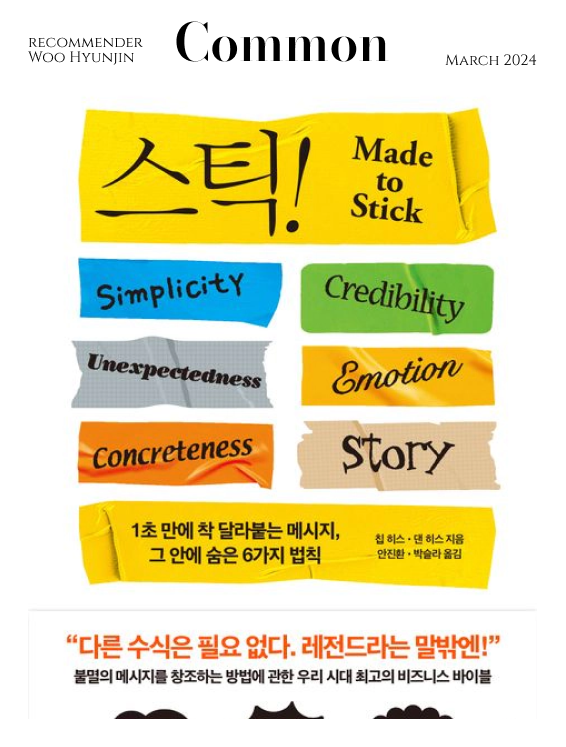 RECOMMENDER
WOO HYUNJIN
Common
MARCH 2024
스틱!
Made
to
Stick
Simplicity
Credibility
Unexpectedness
Emotion
Concreteness
Story
1초 만에 착 달라붙는 메시지,
그 안에 숨은 6가지 법칙
칩 히스·댄 히스 지음
안진환·박슬라 옮김
“다른 수식은 필요 없다. 레전드라는 말밖엔!”
불멸의 메시지를 창조하는 방법에 관한 우리 시대 최고의 비즈니스 바이블